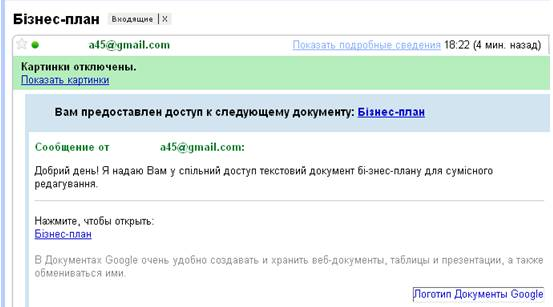 Бізнес-план Входящие X
a45@gmail.com Показать подробные сведения 18:22 (4 мин. назад)
Картинки отключены.
Показать картинки
Вам предоставлен доступ к следующему документу: Бізнес-план
Сообщение от a45@gmail.com:
Добрий день! Я надаю Вам у спільний доступ текстовий документ бі-знес-плану для сумісного
редагування.
Нажмите, чтобы открыть:
Бізнес-план
В Документах Google очень удобно создавать и хранить веб-документы, таблицы и презентации, а также
обмениваться ими.
Логотип Документы Google